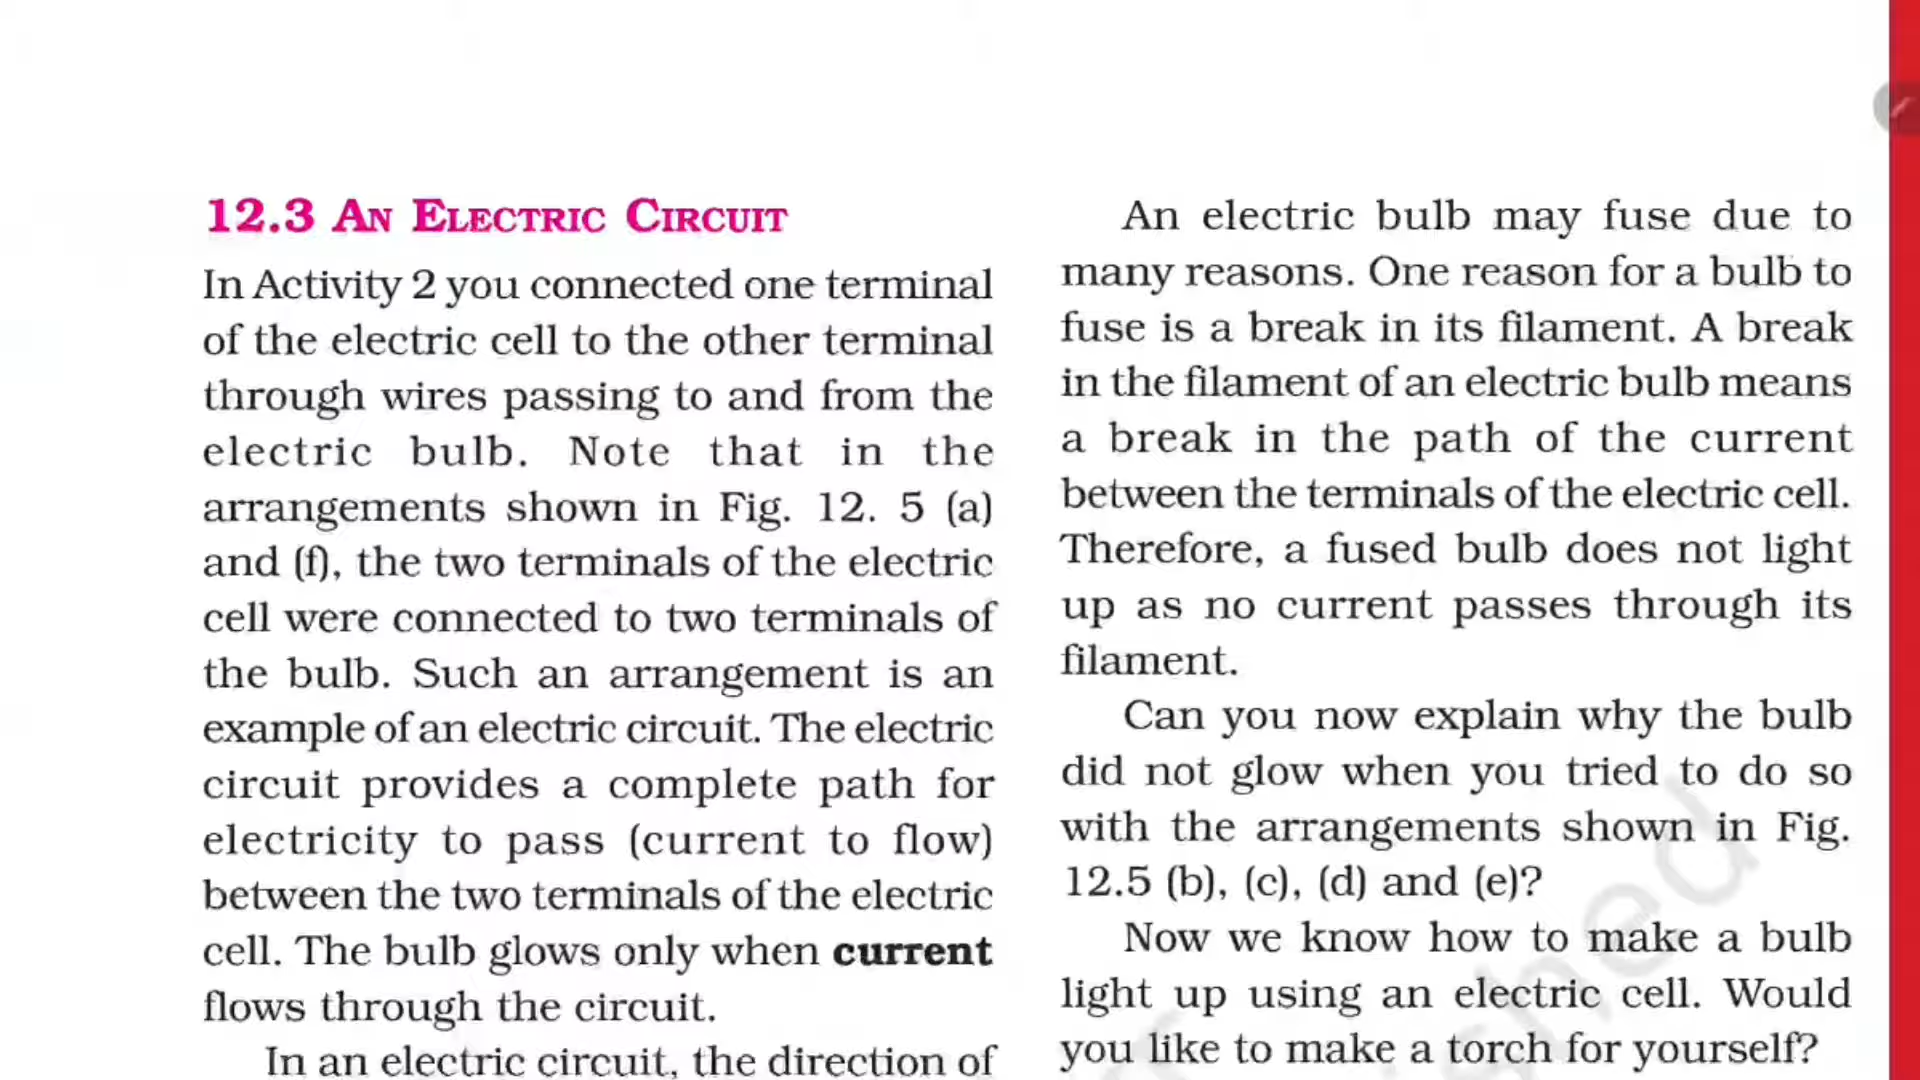 12.3 An Electric Circuit
In Activity 2 you connected one terminal
of the electric cell to the other terminal
through wires passing to and from the
electric bulb. Note that in the
arrangements shown in Fig. 12. 5 (a)
and (f), the two terminals of the electric
cell were connected to two terminals of
the bulb. Such an arrangement is an
example of an electric circuit. The electric
circuit provides a complete path for
electricity to pass (current to flow)
between the two terminals of the electric
cell. The bulb glows only when current
flows through the circuit.
In an electric circuit, the direction of
An electric bulb may fuse due to
many reasons. One reason for a bulb to
fuse is a break in its filament. A break
in the filament of an electric bulb means
a break in the path of the current
between the terminals of the electric cell.
Therefore, a fused bulb does not light
up as no current passes through its
filament.
Can you now explain why the bulb
did not glow when you tried to do so
with the arrangements shown in Fig.
12.5 (b), (c), (d) and (e)?
Now we know how to make a bulb
light up using an electric cell. Would
you like to make a torch for yourself?